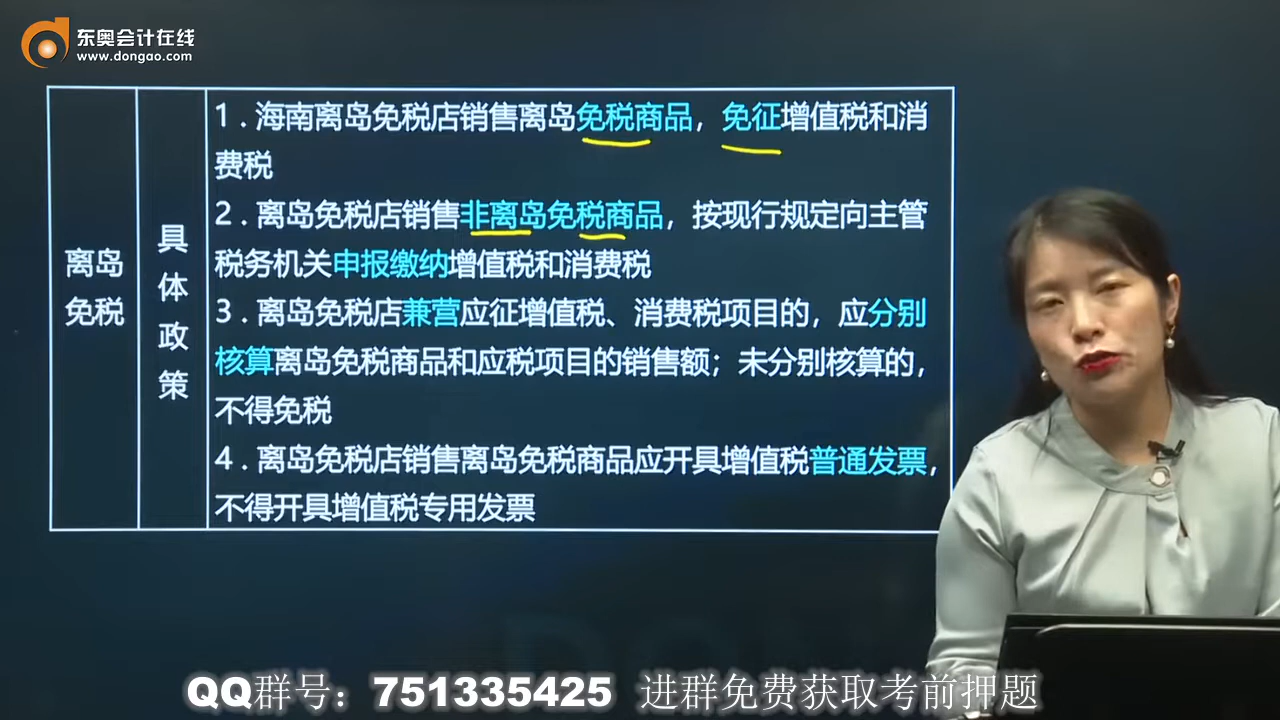 东奥会计在线
www.dongao.com
离岛
免税
具
体
政
策
1.海南离岛免税店销售离岛免税商品，免征增值税和消
费税
2.离岛免税店销售非离岛免税商品，按现行规定向主管
税务机关申报缴纳增值税和消费税
3.离岛免税店兼营应征增值税、消费税项目的，应分别
核算离岛免税商品和应税项目的销售额；未分别核算的，
不得免税
4.离岛免税店销售离岛免税商品应开具增值税普通发票，
不得开具增值税专用发票
QQ群号：751335425 进群免费获取考前押题